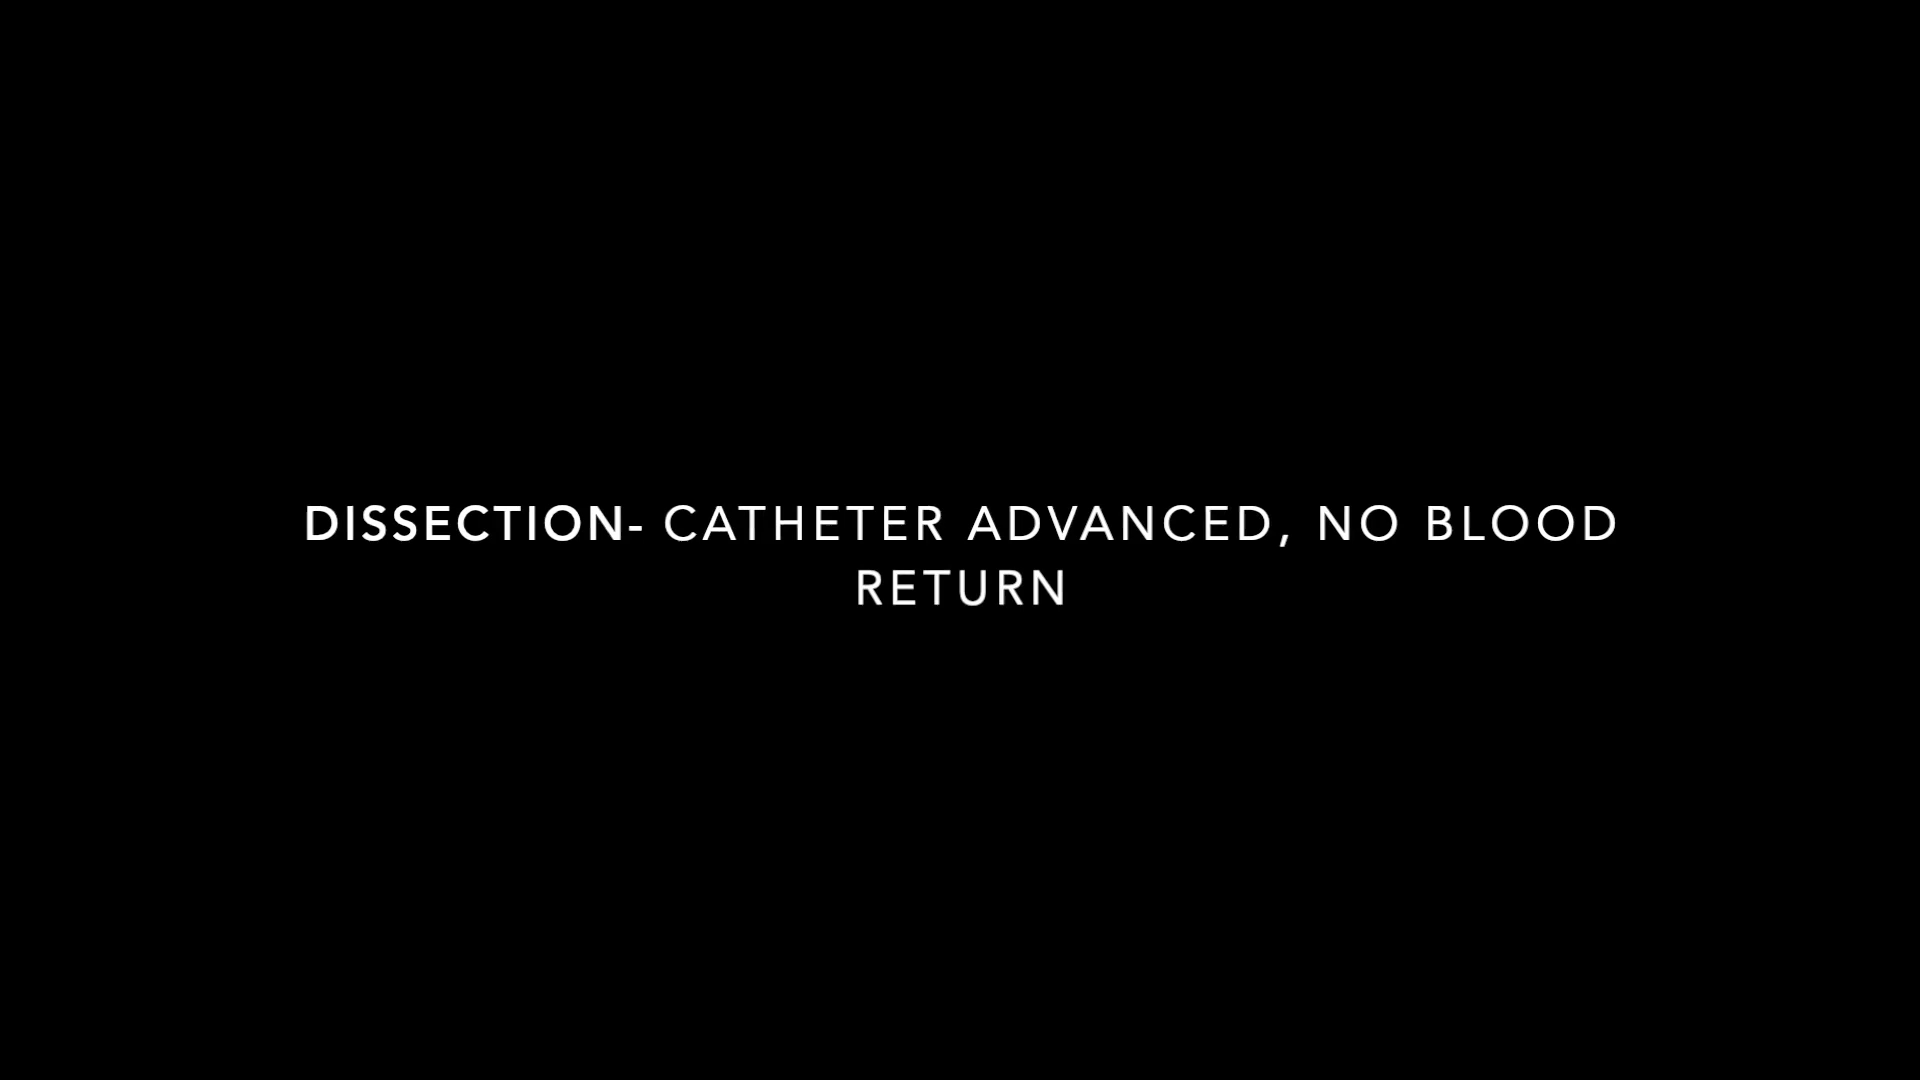 DISSECTION- CATHETER ADVANCED, NO BLOOD
RETURN